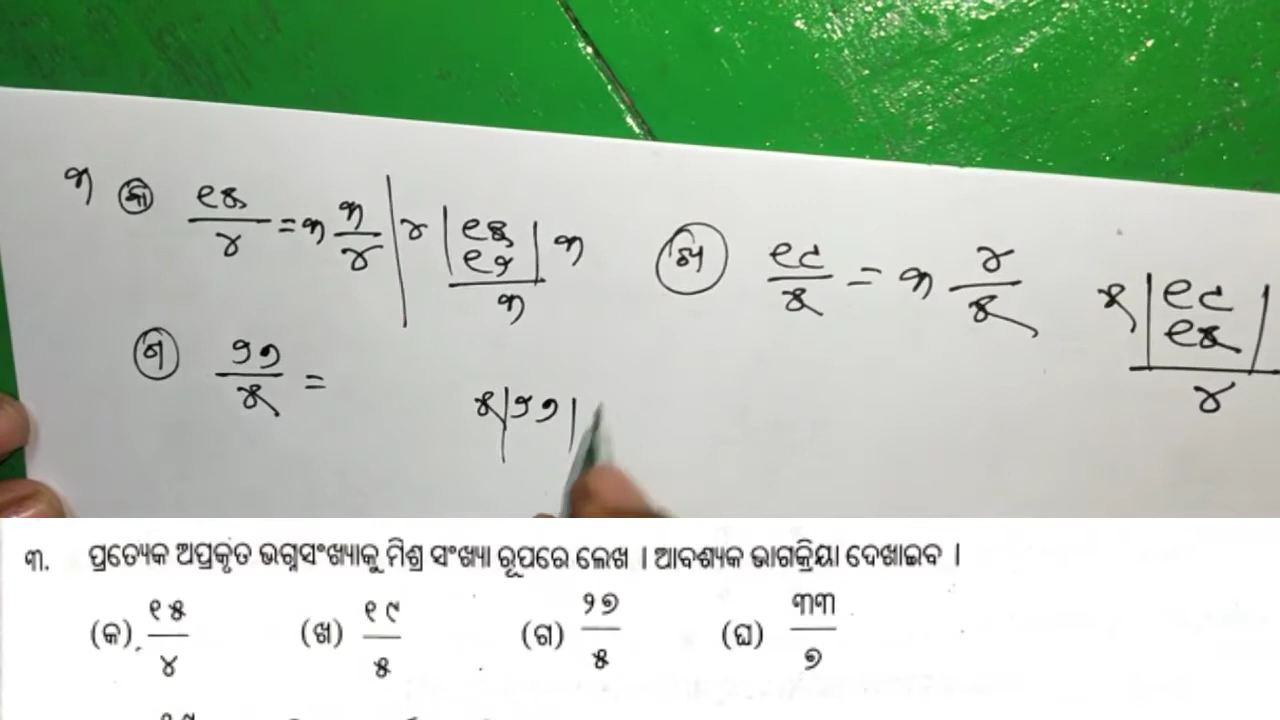 ୩ (କ) ୧୫/୪ = ୩ ୩/୪ | ୪ | ୧୫ | ୩
୧୨
୩
(ଖ) ୧୯/୫ = ୩ ୪/୫ ୫ | ୧୯ |
୧୫
୪
(ଗ) ୨୭/୫ = ୫ | ୨୭ |
୩. ପ୍ରତ୍ୟେକ ଅପ୍ରକୃତ ଭଗ୍ନସଂଖ୍ୟାକୁ ମିଶ୍ର ସଂଖ୍ୟା ରୂପରେ ଲେଖ । ଆବଶ୍ୟକ ଭାଗକ୍ରିୟା ଦେଖାଇବ ।
(କ) ୧୫/୪ (ଖ) ୧୯/୫ (ଗ) ୨୭/୫ (ଘ) ୩୩/୭